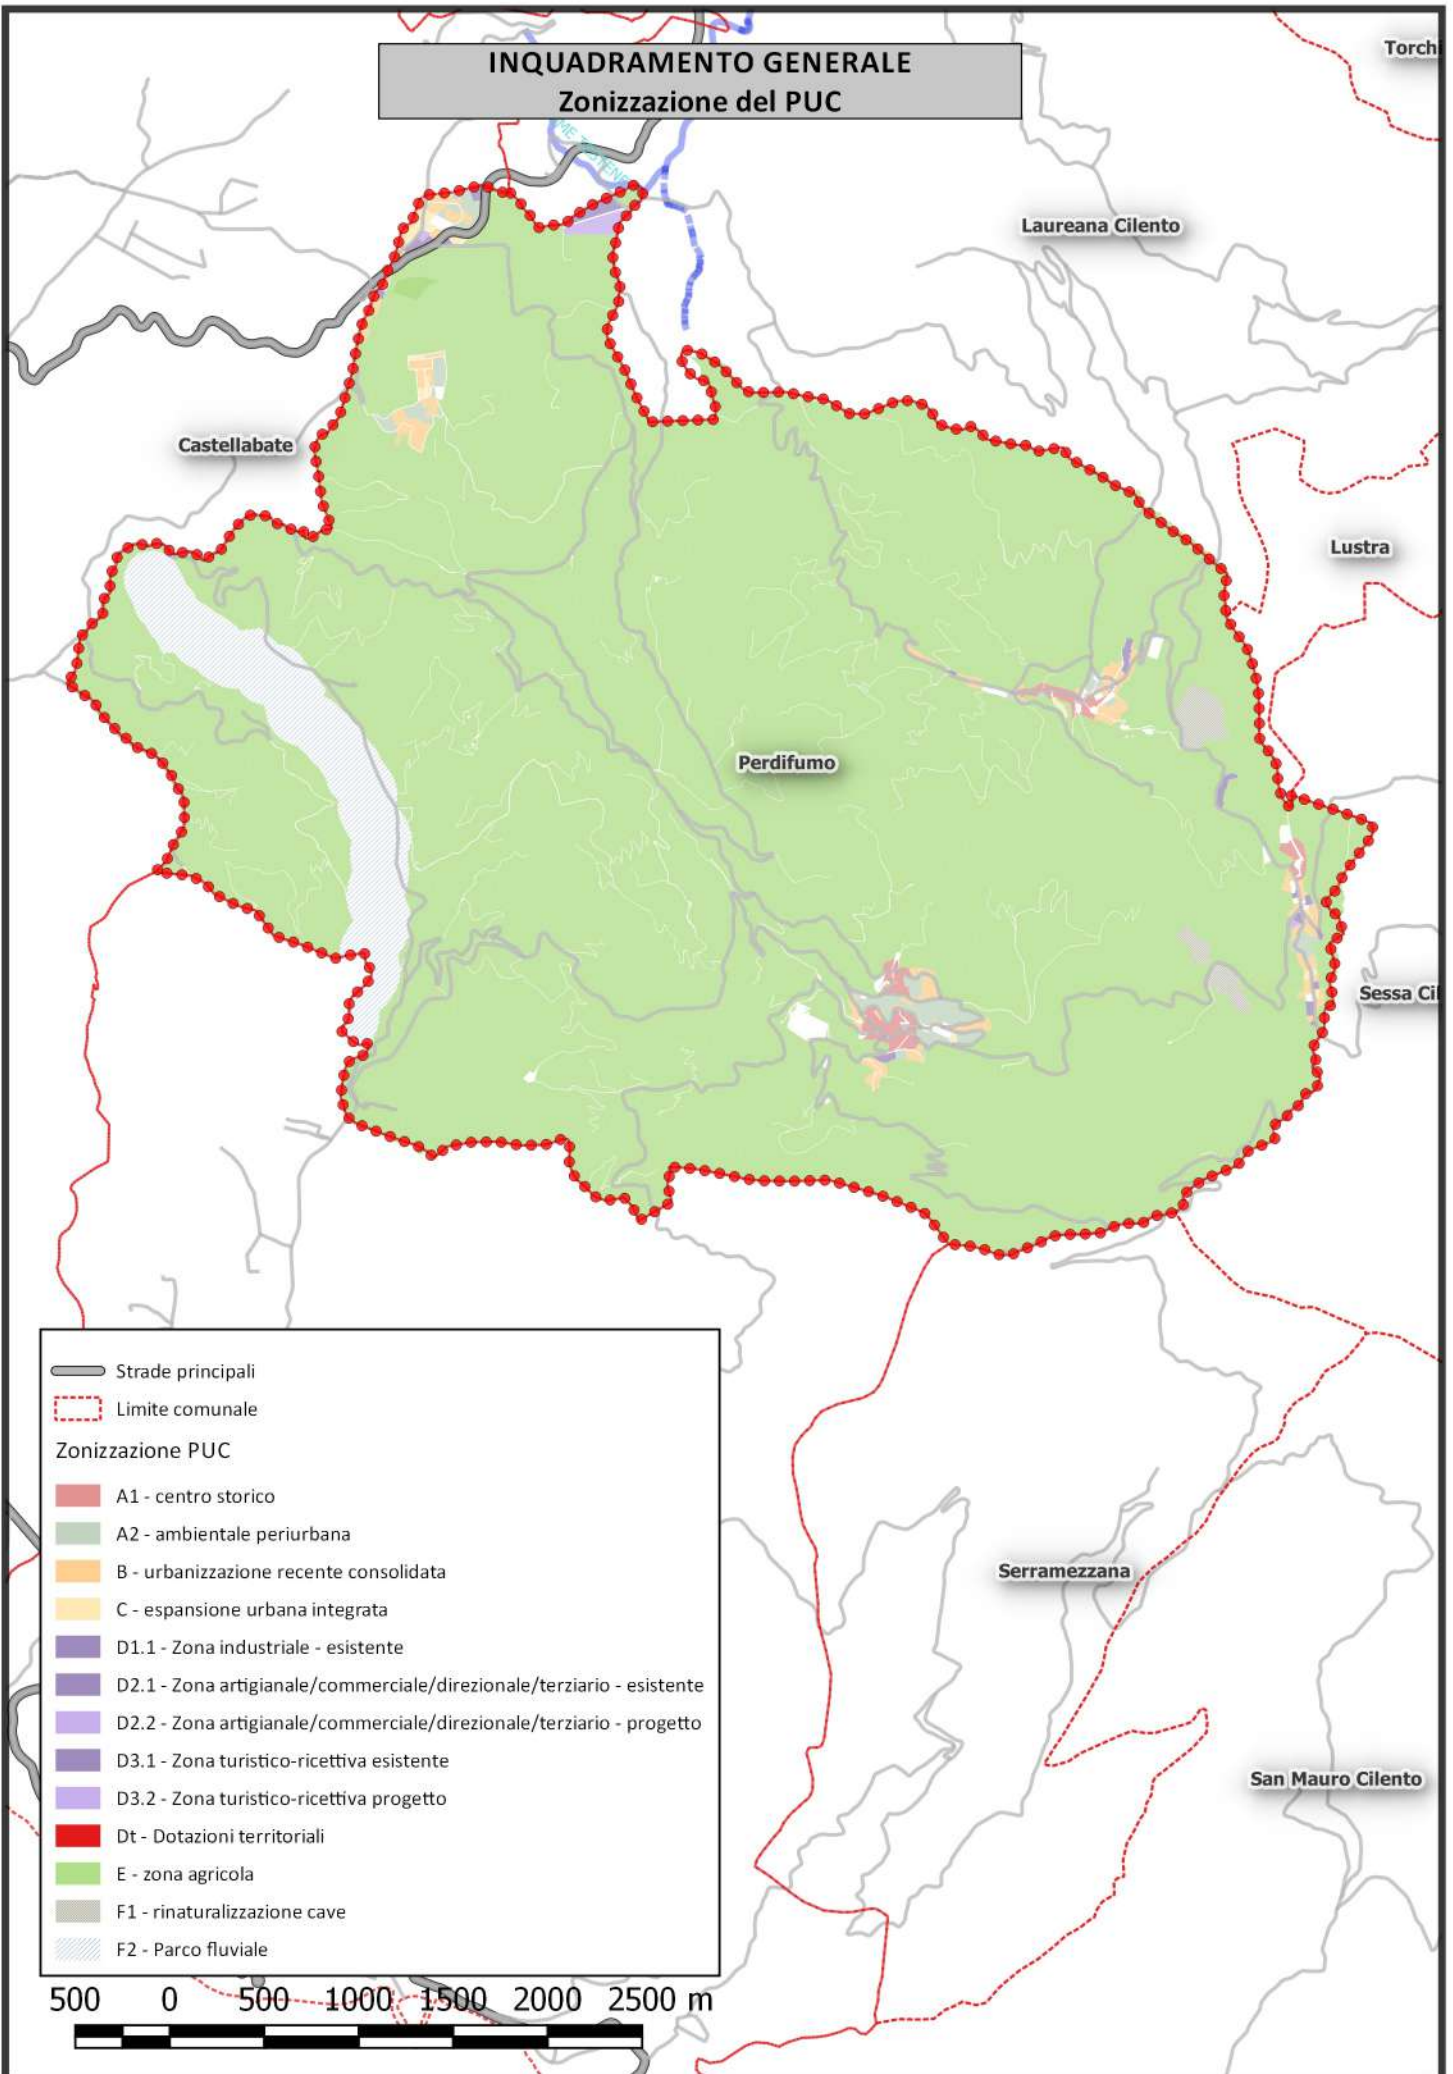 INQUADRAMENTO GENERALE
Zonizzazione del PUC
Torchi
Laureana Cilento
Castellabate
Lustra
Perdifumo
Sessa Cil
Strade principali
Limite comunale
Zonizzazione PUC
A1 - centro storico
A2 - ambientale periurbana
B - urbanizzazione recente consolidata
C - espansione urbana integrata
D1.1 - Zona industriale - esistente
D2.1 - Zona artigianale/commerciale/direzionale/terziario - esistente
D2.2 - Zona artigianale/commerciale/direzionale/terziario - progetto
D3.1 - Zona turistico-ricettiva esistente
D3.2 - Zona turistico-ricettiva progetto
Dt - Dotazioni territoriali
E - zona agricola
F1 - rinaturalizzazione cave
F2 - Parco fluviale
Serramezzana
San Mauro Cilento
500 0 500 1000 1500 2000 2500 m